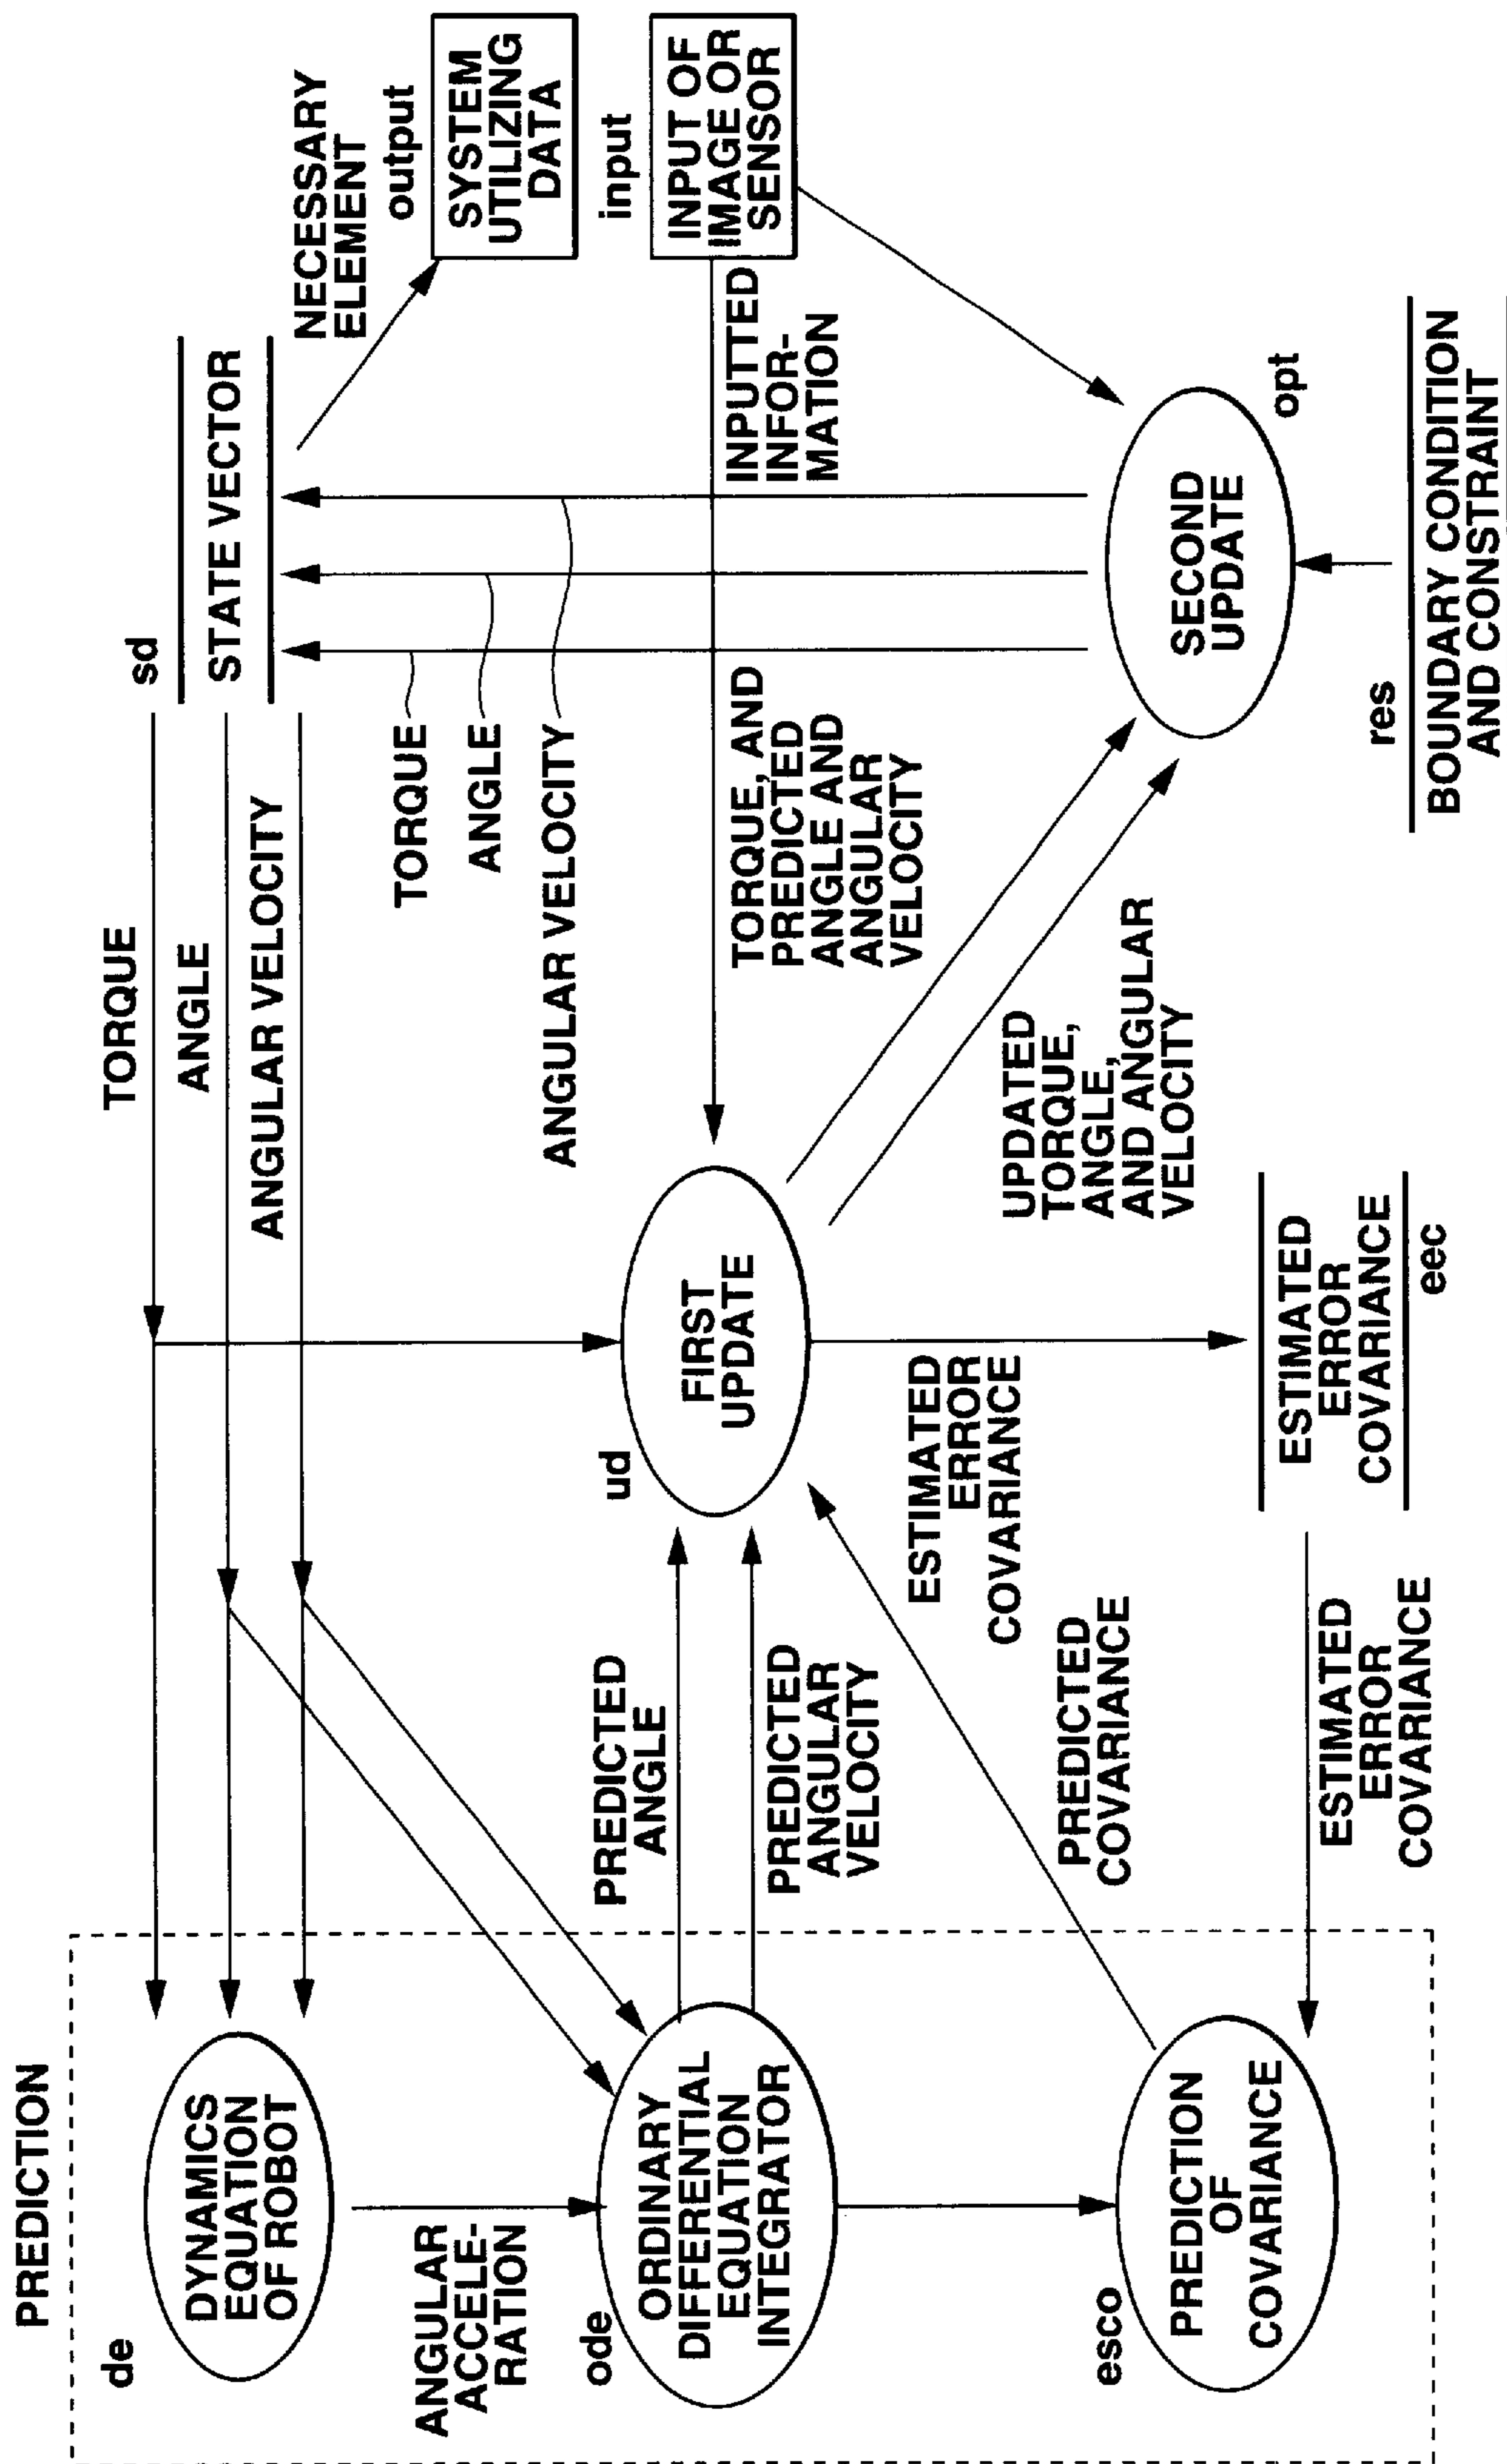 PREDICTION
de
DYNAMICS
EQUATION
OF ROBOT
ANGULAR
ACCELE-
RATION
ode
ORDINARY
DIFFERENTIAL
EQUATION
INTEGRATOR
esco
PREDICTION
OF
COVARIANCE
TORQUE
ANGLE
ANGULAR VELOCITY
PREDICTED
ANGLE
PREDICTED
ANGULAR
VELOCITY
PREDICTED
COVARIANCE
ESTIMATED
ERROR
COVARIANCE
ud
FIRST
UPDATE
ESTIMATED
ERROR
COVARIANCE
ESTIMATED
ERROR
COVARIANCE
eec
sd
STATE VECTOR
TORQUE
ANGLE
ANGULAR VELOCITY
TORQUE, AND
PREDICTED
ANGLE AND
ANGULAR
VELOCITY
UPDATED
TORQUE,
ANGLE,
AND ANGULAR
VELOCITY
NECESSARY
ELEMENT
output
SYSTEM
UTILIZING
DATA
input
INPUT OF
IMAGE OR
SENSOR
INPUTTED
INFOR-
MATION
SECOND
UPDATE
opt
res
BOUNDARY CONDITION
AND CONSTRAINT